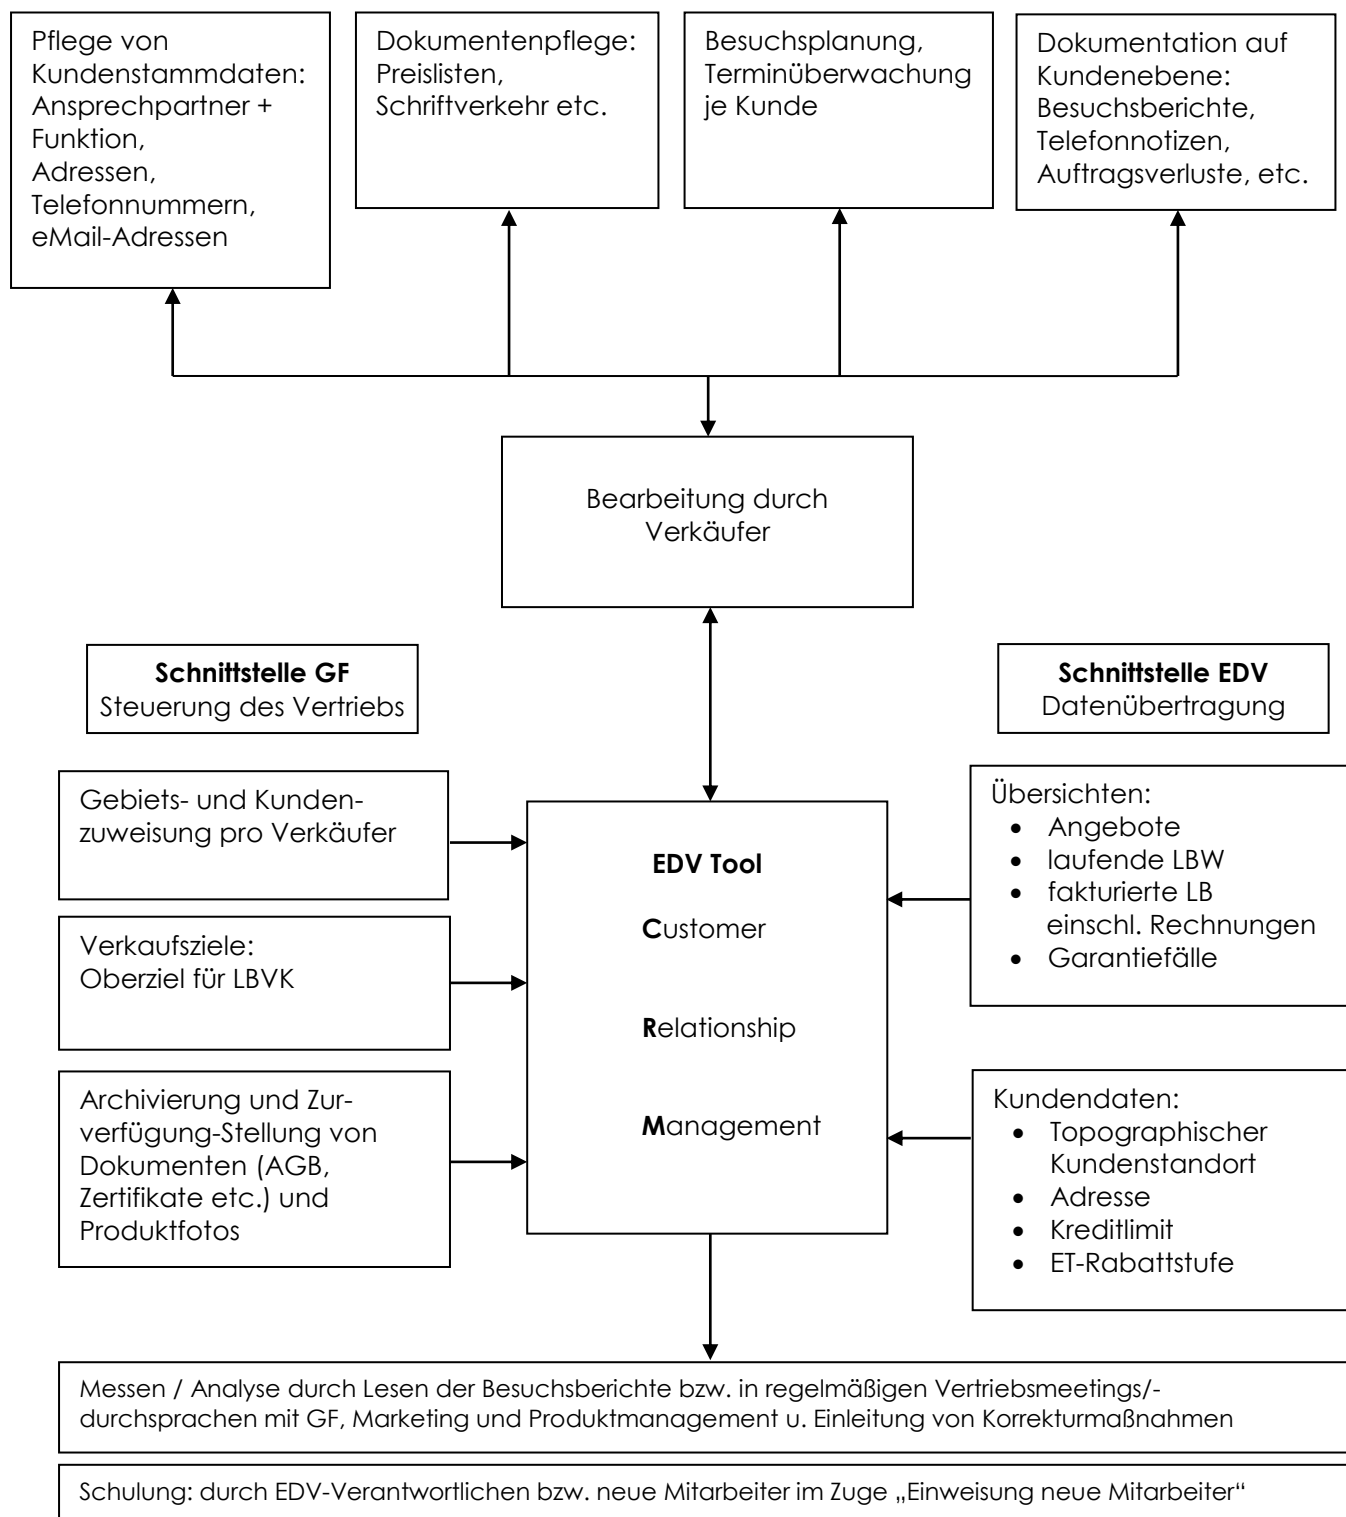 Pflege von
Kundenstammdaten:
Ansprechpartner +
Funktion,
Adressen,
Telefonnummern,
eMail-Adressen
Dokumentenpflege:
Preislisten,
Schriftverkehr etc.
Besuchsplanung,
Terminüberwachung
je Kunde
Dokumentation auf
Kundenebene:
Besuchsberichte,
Telefonnotizen,
Auftragsverluste, etc.
Bearbeitung durch
Verkäufer
Schnittstelle GF
Steuerung des Vertriebs
Schnittstelle EDV
Datenübertragung
Gebiets- und Kunden-
zuweisung pro Verkäufer
Verkaufsziele:
Oberziel für LBVK
Archivierung und Zur-
verfügung-Stellung von
Dokumenten (AGB,
Zertifikate etc.) und
Produktfotos
EDV Tool
Customer
Relationship
Management
Übersichten:
• Angebote
• laufende LBW
• fakturierte LB
einschl. Rechnungen
• Garantiefälle
Kundendaten:
• Topographischer
Kundenstandort
• Adresse
• Kreditlimit
• ET-Rabattstufe
Messen / Analyse durch Lesen der Besuchsberichte bzw. in regelmäßigen Vertriebsmeetings/-
durchsprachen mit GF, Marketing und Produktmanagement u. Einleitung von Korrekturmaßnahmen
Schulung: durch EDV-Verantwortlichen bzw. neue Mitarbeiter im Zuge „Einweisung neue Mitarbeiter“